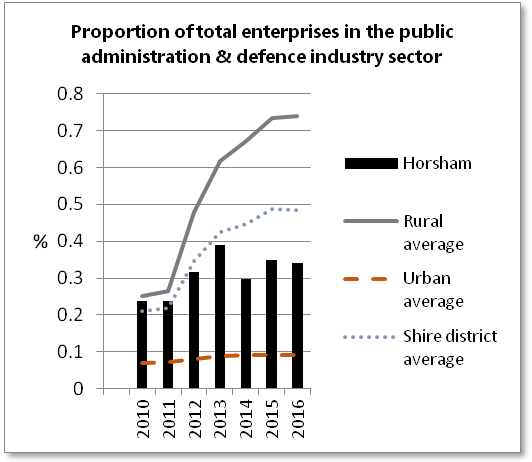 Proportion of total enterprises in the public
administration & defence industry sector
0.8
0.7
0.6
0.5
0.4
0.3
0.2
0.1
0
%
2010
2011
2012
2013
2014
2015
2016
Horsham
Rural
average
Urban
average
Shire district
average